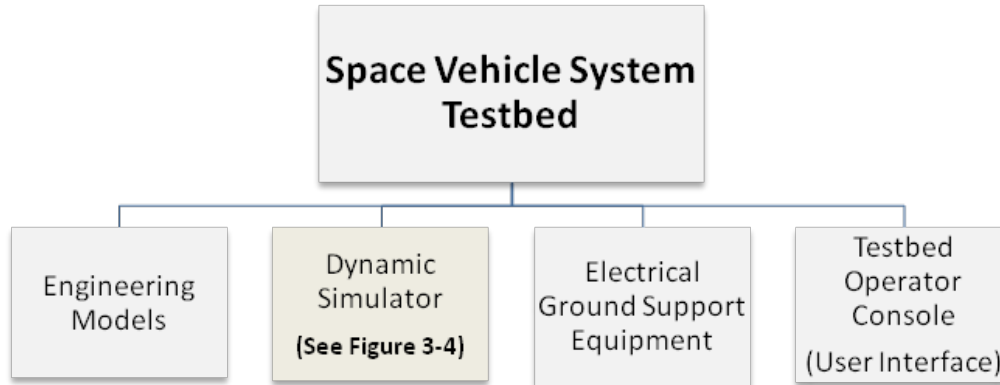 Space Vehicle System
Testbed
Engineering
Models
Dynamic
Simulator
(See Figure 3-4)
Electrical
Ground Support
Equipment
Testbed
Operator
Console
(User Interface)